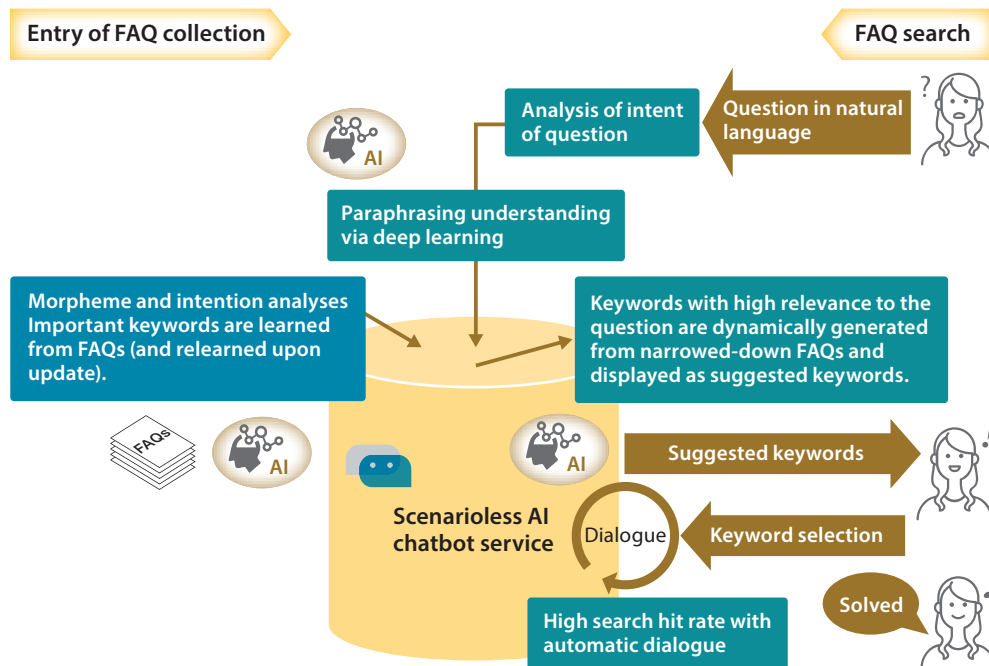 Entry of FAQ collection
FAQ search
Analysis of intent
of question
Question in natural
language
?
AI
Paraphrasing understanding
via deep learning
Morpheme and intention analyses
Important keywords are learned
from FAQs (and relearned upon
update).
Keywords with high relevance to the
question are dynamically generated
from narrowed-down FAQs and
displayed as suggested keywords.
FAQs
AI
AI
Suggested keywords
Scenarioless AI
chatbot service
Dialogue
Keyword selection
High search hit rate with
automatic dialogue
Solved